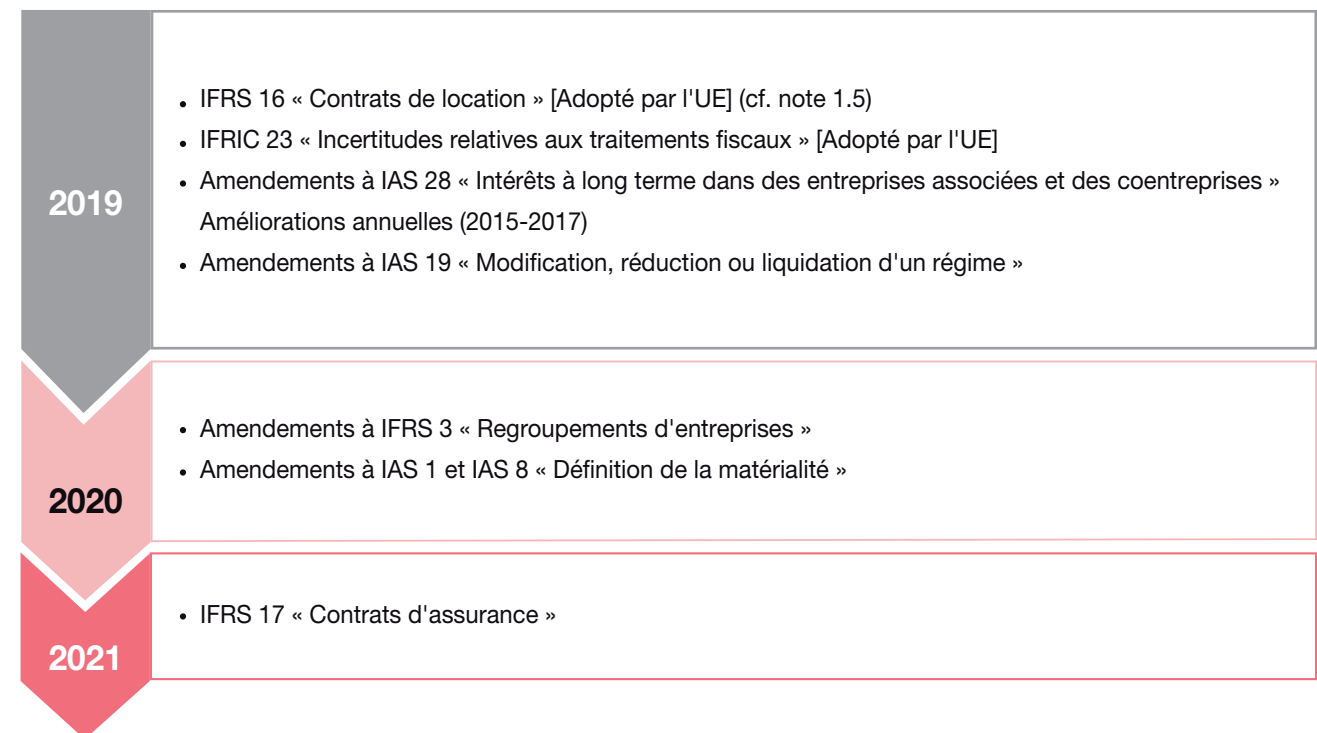 2019
• IFRS 16 « Contrats de location » [Adopté par l'UE] (cf. note 1.5)
• IFRIC 23 « Incertitudes relatives aux traitements fiscaux » [Adopté par l'UE]
• Amendements à IAS 28 « Intérêts à long terme dans des entreprises associées et des coentreprises »
Améliorations annuelles (2015-2017)
• Amendements à IAS 19 « Modification, réduction ou liquidation d'un régime »
2020
• Amendements à IFRS 3 « Regroupements d'entreprises »
• Amendements à IAS 1 et IAS 8 « Définition de la matérialité »
2021
• IFRS 17 « Contrats d'assurance »